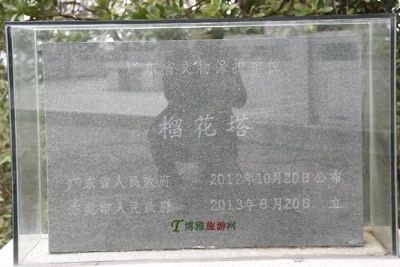 广东省文物保护单位
榴花塔
广东省人民政府 2012年10月20日公布
东莞市人民政府 2013年8月20日 立
博雅旅游网